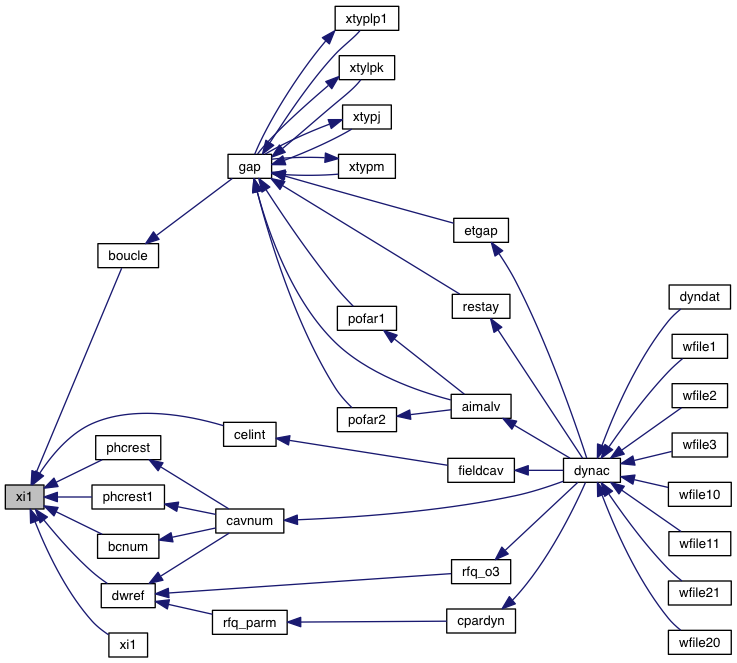 xtyplp1
xtylpk
xtypj
gap
xtypm
etgap
boucle
dyndat
restay
pofar1
wfile1
wfile2
aimalv
pofar2
celint
phcrest
wfile3
fieldcav
dynac
xi1
phcrest1
wfile10
cavnum
bcnum
wfile11
rfq_o3
dwref
wfile21
rfq_parm
cpardyn
xi1
wfile20